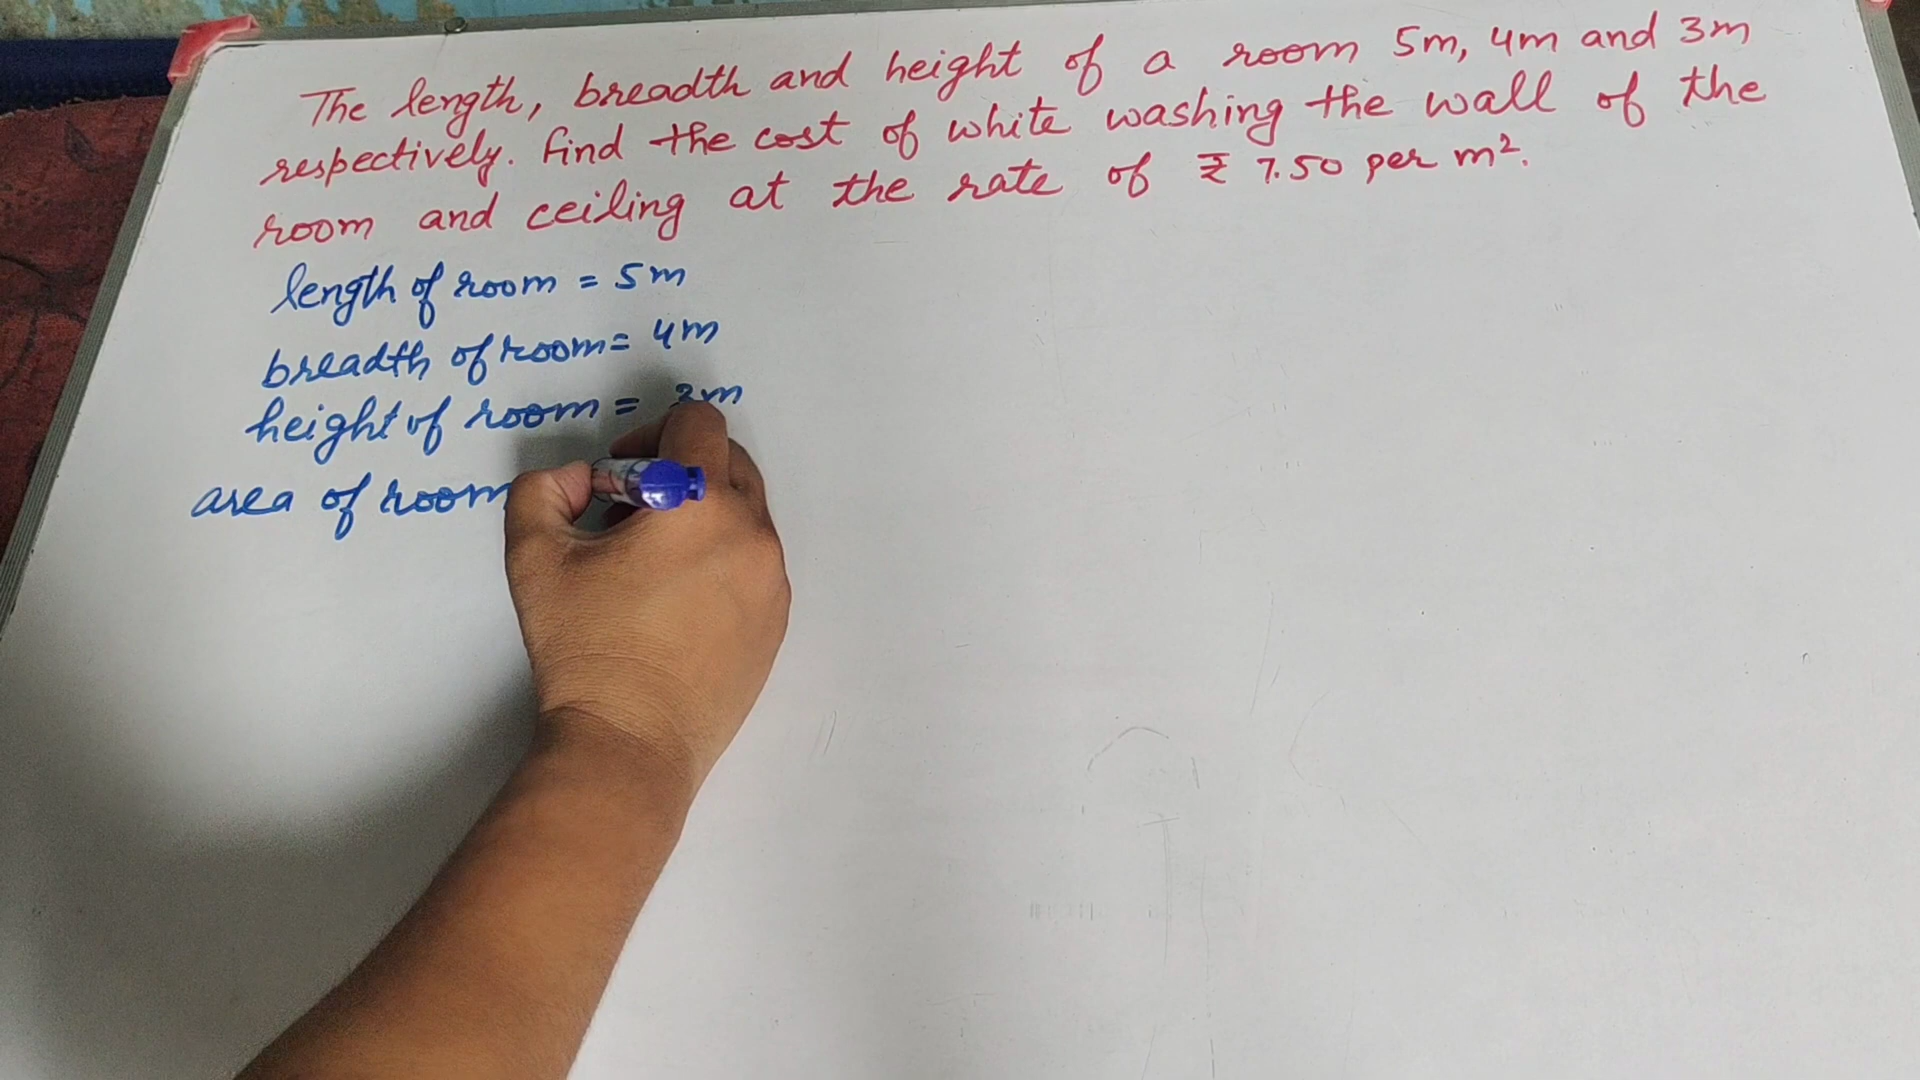 The length, breadth and height of a room 5m, 4m and 3m
respectively. find the cost of white washing the wall of the
room and ceiling at the rate of ₹ 7.50 per m².
length of room = 5m
breadth of room = 4m
height of room = 3m
area of room